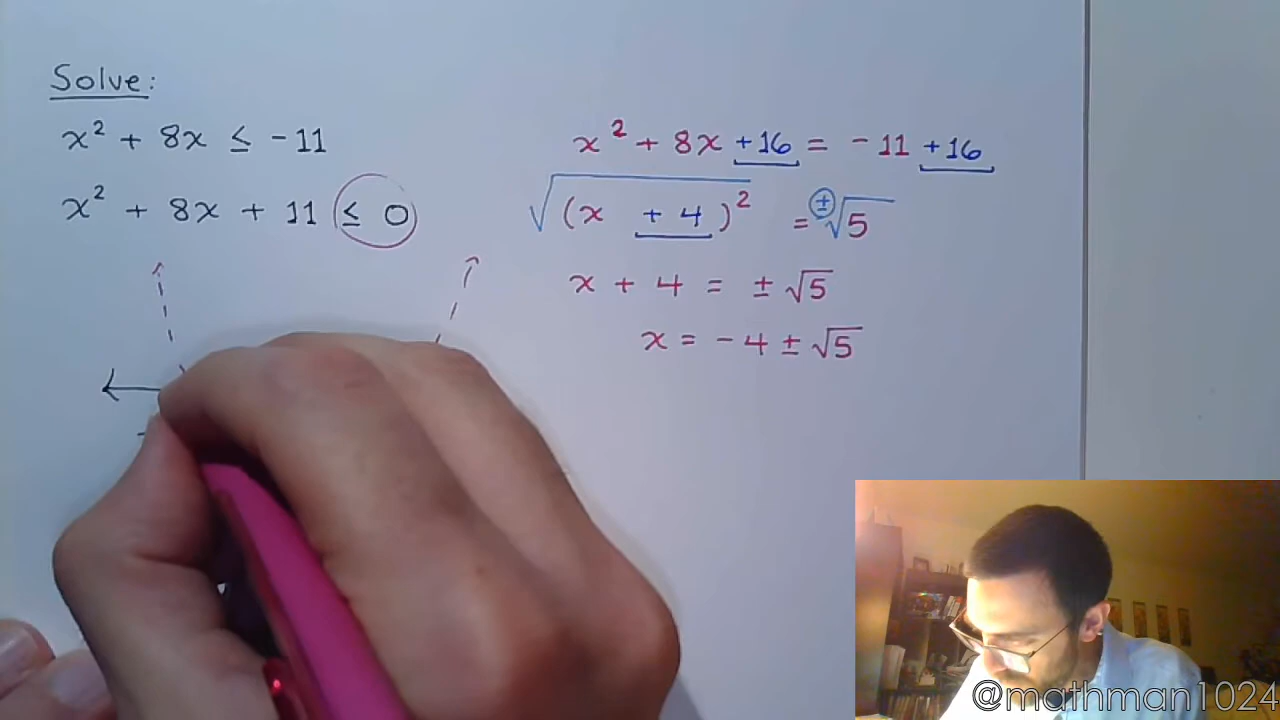 Solve:
x² + 8x ≤ -11
x² + 8x + 11 ≤ 0
x² + 8x +16 = -11 +16
√(x + 4)² = ±√5
x + 4 = ±√5
x = -4 ± √5
@mathman1024